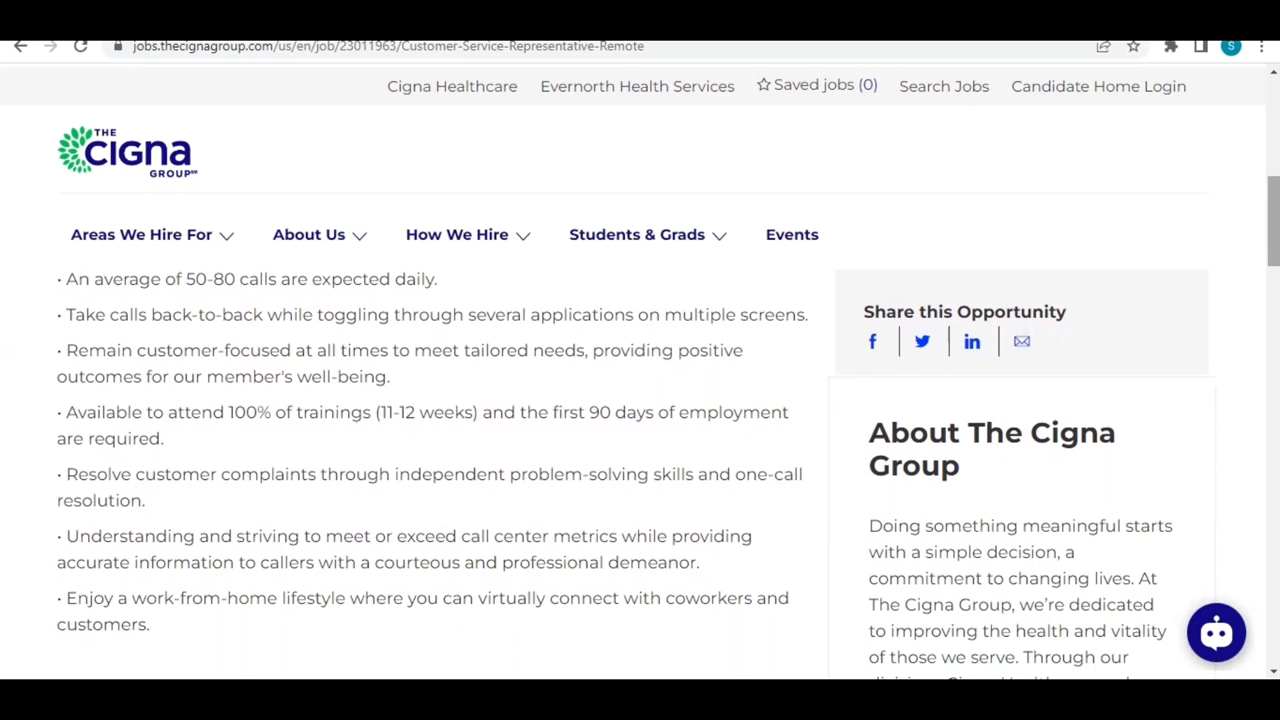 jobs.thecignagroup.com/us/en/job/23011963/Customer-Service-Representative-Remote
S
Cigna Healthcare
Evernorth Health Services
Saved jobs (0)
Search Jobs
Candidate Home Login
THE
cigna
GROUP℠
Areas We Hire For
About Us
How We Hire
Students & Grads
Events
· An average of 50-80 calls are expected daily.
· Take calls back-to-back while toggling through several applications on multiple screens.
· Remain customer-focused at all times to meet tailored needs, providing positive
outcomes for our member's well-being.
· Available to attend 100% of trainings (11-12 weeks) and the first 90 days of employment
are required.
· Resolve customer complaints through independent problem-solving skills and one-call
resolution.
· Understanding and striving to meet or exceed call center metrics while providing
accurate information to callers with a courteous and professional demeanor.
· Enjoy a work-from-home lifestyle where you can virtually connect with coworkers and
customers.
Share this Opportunity
About The Cigna
Group
Doing something meaningful starts
with a simple decision, a
commitment to changing lives. At
The Cigna Group, we’re dedicated
to improving the health and vitality
of those we serve. Through our